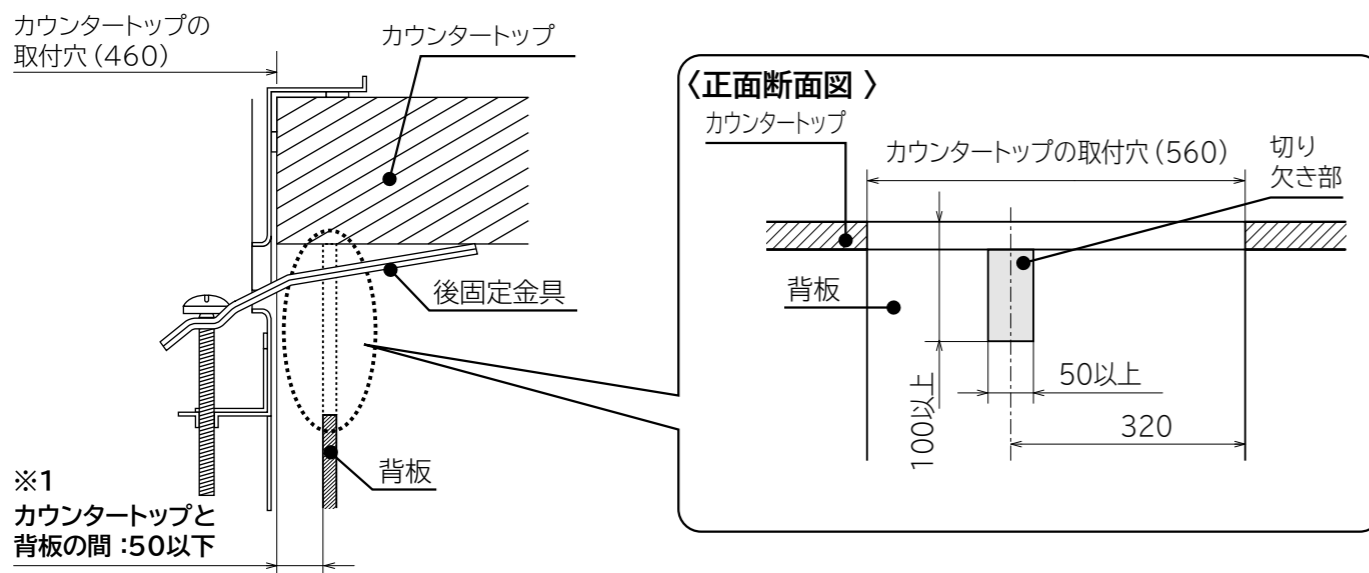 カウンタートップの
取付穴（460）
カウンタートップ
後固定金具
背板
※1
カウンタートップと
背板の間：50以下
〈正面断面図 〉
カウンタートップ
カウンタートップの取付穴（560）
切り
欠き部
背板
100以上
50以上
320